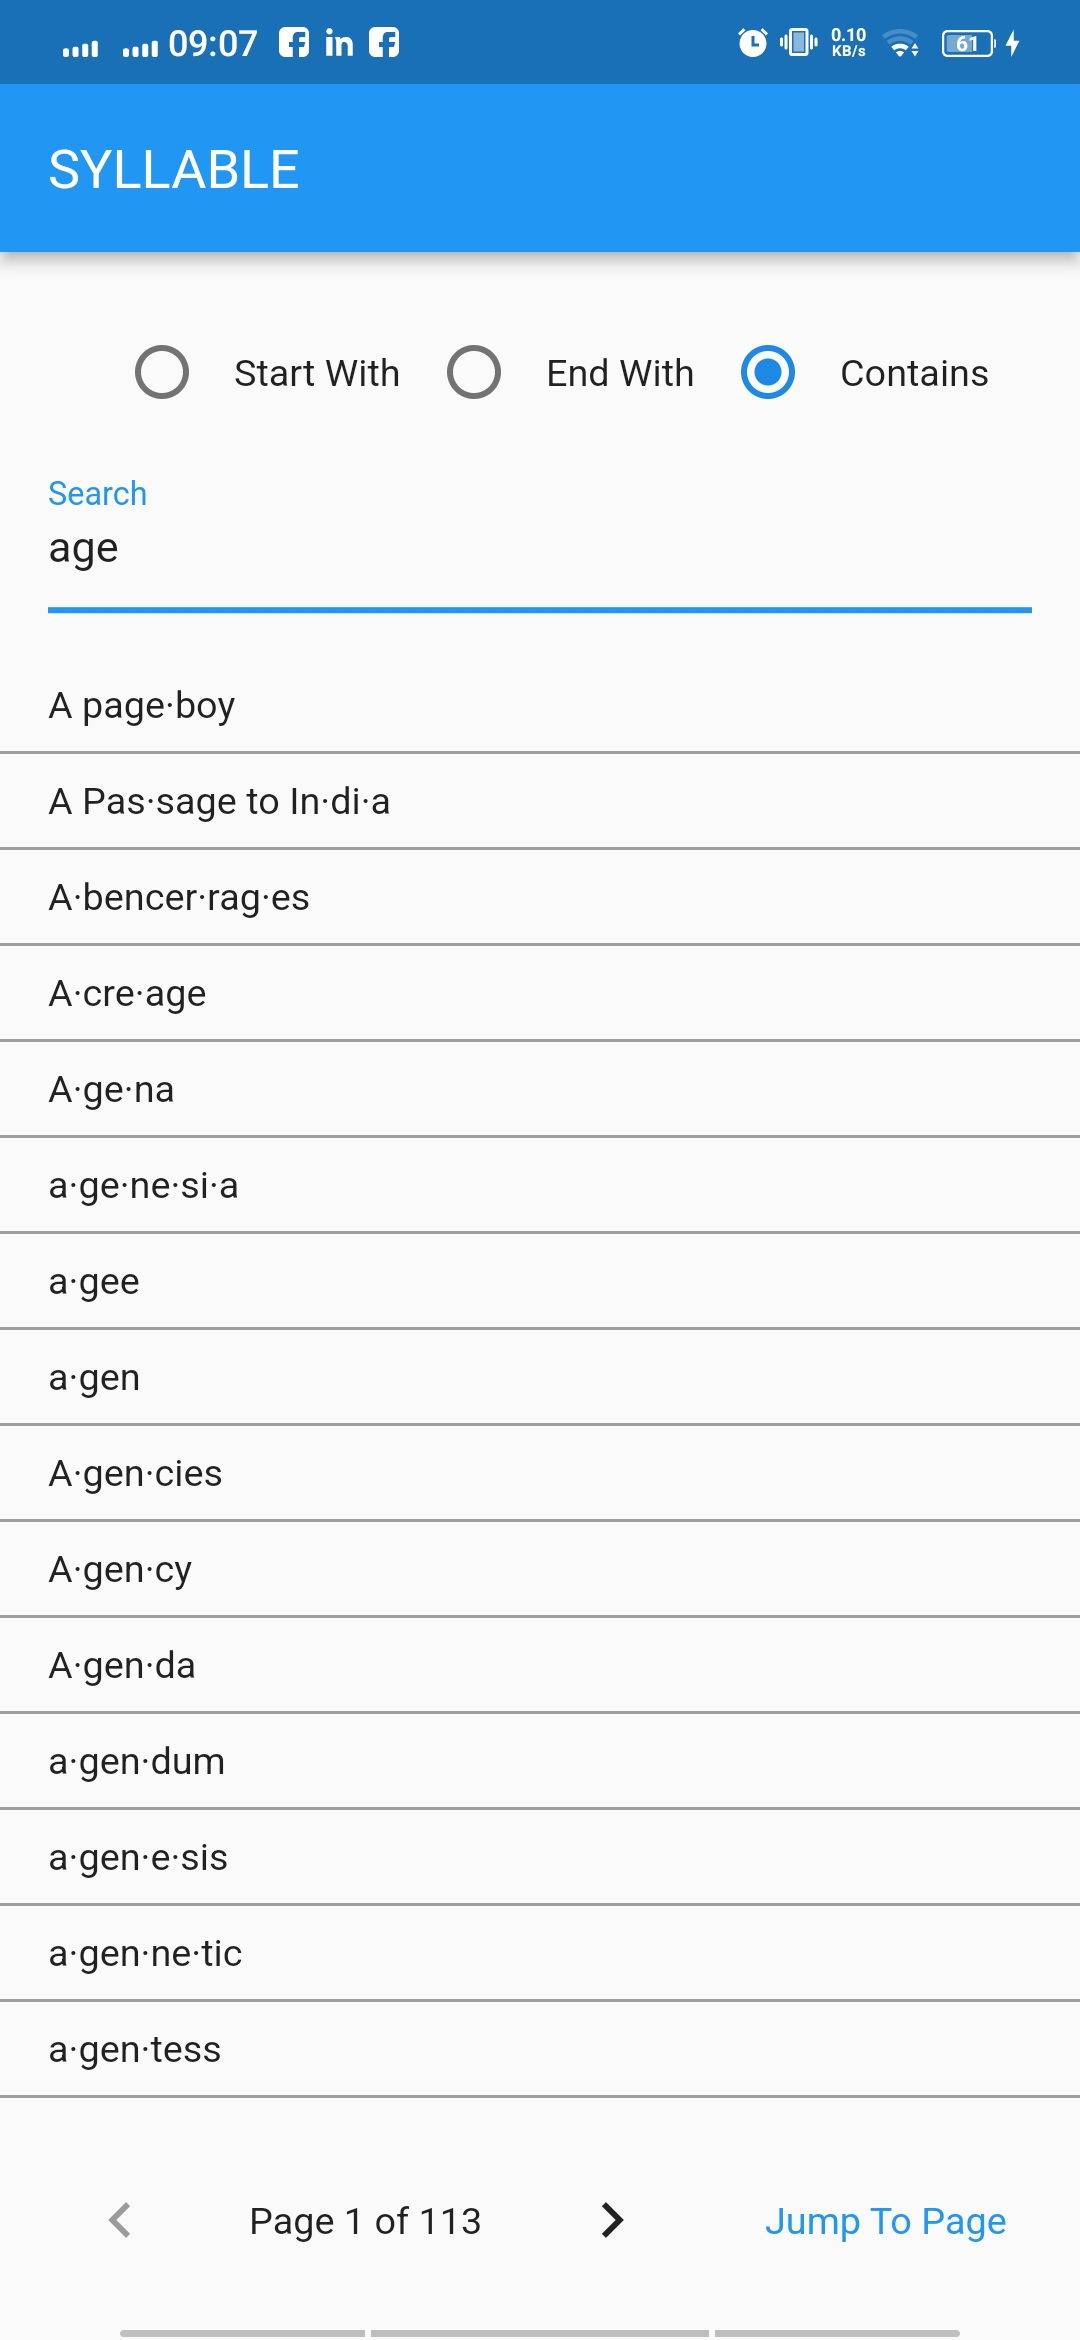 09:07 in 0.10 KB/s 61
SYLLABLE
Start With End With Contains
Search
age
A page·boy
A Pas·sage to In·di·a
A·bencer·rag·es
A·cre·age
A·ge·na
a·ge·ne·si·a
a·gee
a·gen
A·gen·cies
A·gen·cy
A·gen·da
a·gen·dum
a·gen·e·sis
a·gen·ne·tic
a·gen·tess
Page 1 of 113 Jump To Page